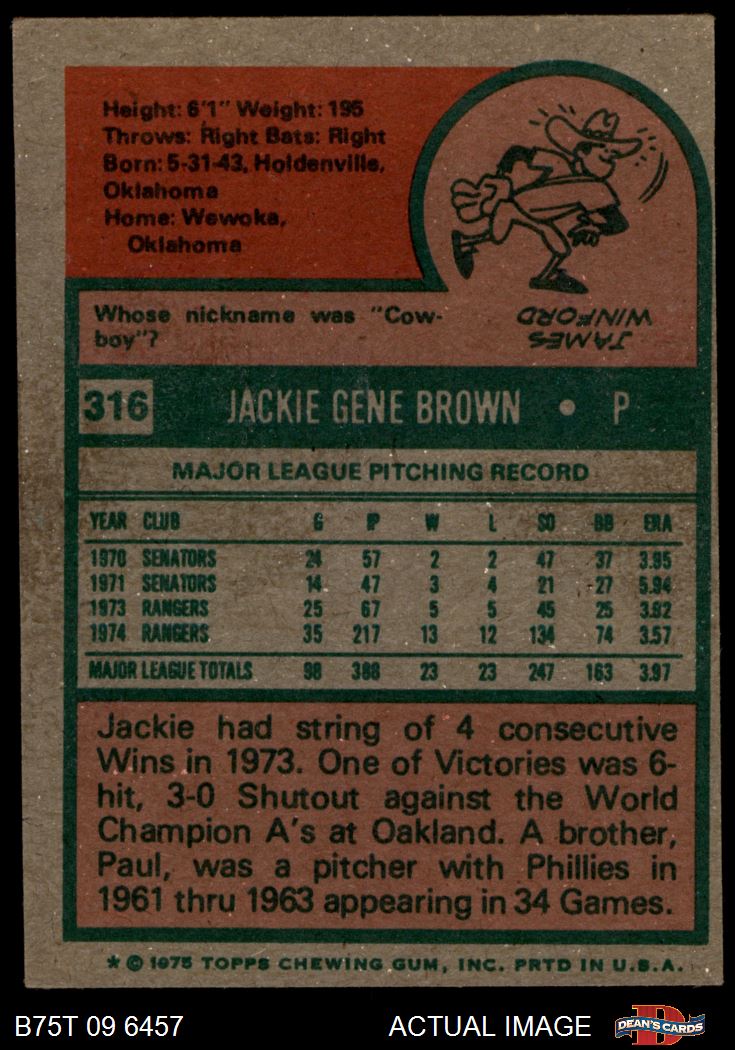 Height: 6'1" Weight: 195
Throws: Right Bats: Right
Born: 5-31-43, Holdenville,
Oklahoma
Home: Wewoka,
Oklahoma
Whose nickname was "Cow-
boy"?
JAMES
WINFORD
316 JACKIE GENE BROWN • P
MAJOR LEAGUE PITCHING RECORD
YEAR CLUB G IP W L SO BB ERA
1970 SENATORS 24 57 2 2 47 37 3.95
1971 SENATORS 14 47 3 4 21 27 5.94
1973 RANGERS 25 67 5 5 45 25 3.92
1974 RANGERS 35 217 13 12 134 74 3.57
MAJOR LEAGUE TOTALS 98 388 23 23 247 163 3.97
Jackie had string of 4 consecutive
Wins in 1973. One of Victories was 6-
hit, 3-0 Shutout against the World
Champion A's at Oakland. A brother,
Paul, was a pitcher with Phillies in
1961 thru 1963 appearing in 34 Games.
* © 1975 TOPPS CHEWING GUM, INC. PRTD IN U.S.A.
B75T 09 6457 ACTUAL IMAGE DEAN'S CARDS